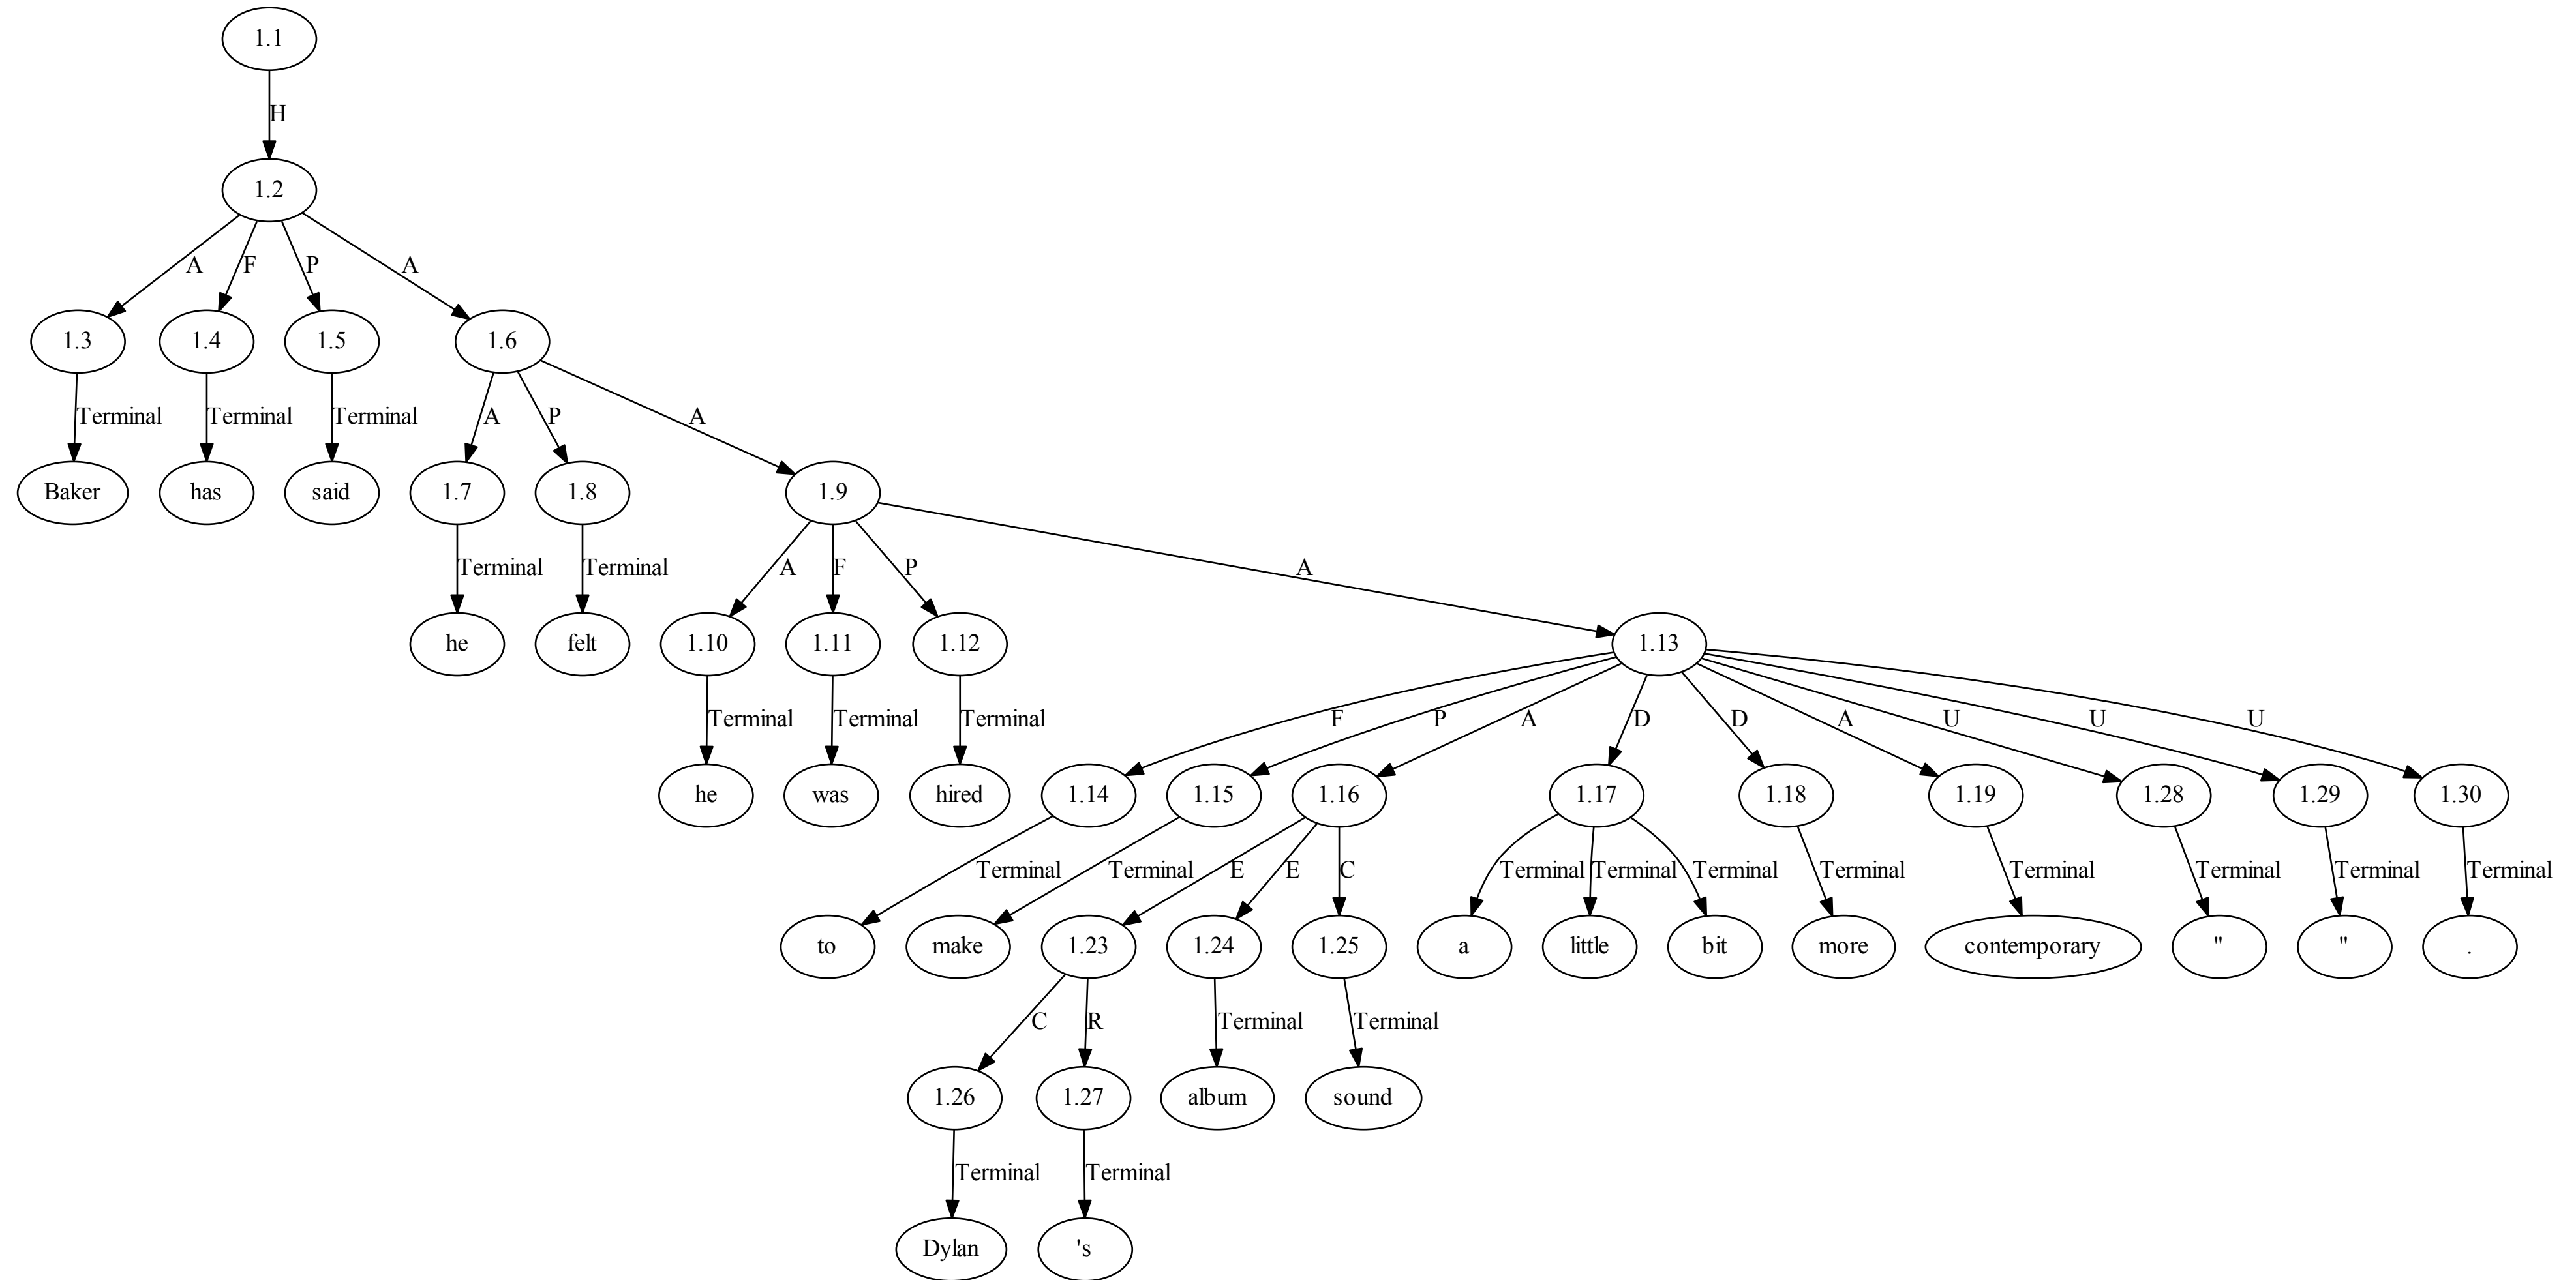 1.1
H
1.2
A F P A
1.3 1.4 1.5 1.6
Terminal Terminal Terminal A P A
Baker has said 1.7 1.8 1.9
Terminal Terminal A F P A
he felt 1.10 1.11 1.12 1.13
Terminal Terminal Terminal F P A D D A U U U
he was hired 1.14 1.15 1.16 1.17 1.18 1.19 1.28 1.29 1.30
Terminal Terminal E E C Terminal Terminal Terminal Terminal Terminal Terminal Terminal Terminal
to make 1.23 1.24 1.25 a little bit more contemporary " " .
C R Terminal Terminal
1.26 1.27 album sound
Terminal Terminal
Dylan 's